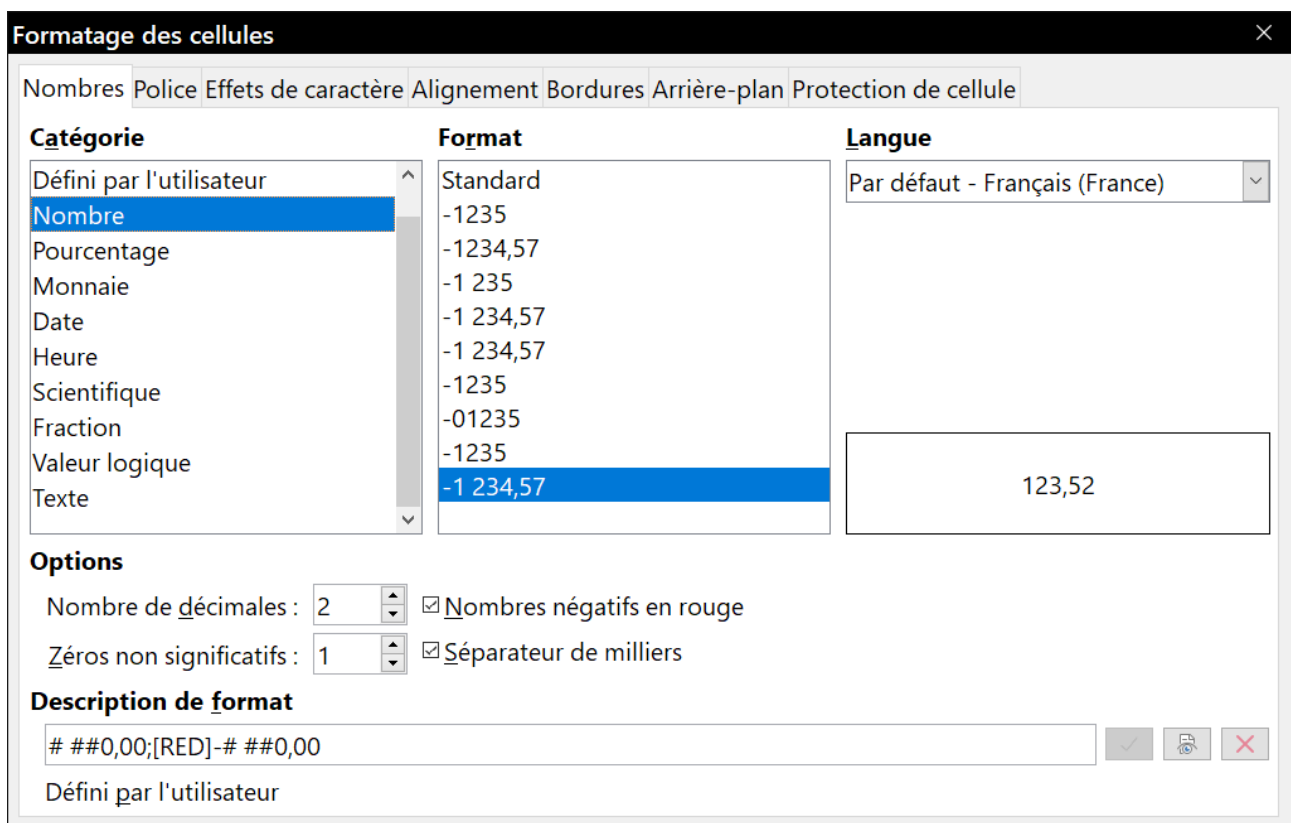 Formatage des cellules
Nombres Police Effets de caractère Alignement Bordures Arrière-plan Protection de cellule
Catégorie
Défini par l'utilisateur
Nombre
Pourcentage
Monnaie
Date
Heure
Scientifique
Fraction
Valeur logique
Texte
Format
Standard
-1235
-1234,57
-1 235
-1 234,57
-1 234,57
-1235
-01235
-1235
-1 234,57
Langue
Par défaut - Français (France)
123,52
Options
Nombre de décimales : 2
Nombres négatifs en rouge
Zéros non significatifs : 1
Séparateur de milliers
Description de format
# ##0,00;[RED]-# ##0,00
Défini par l'utilisateur